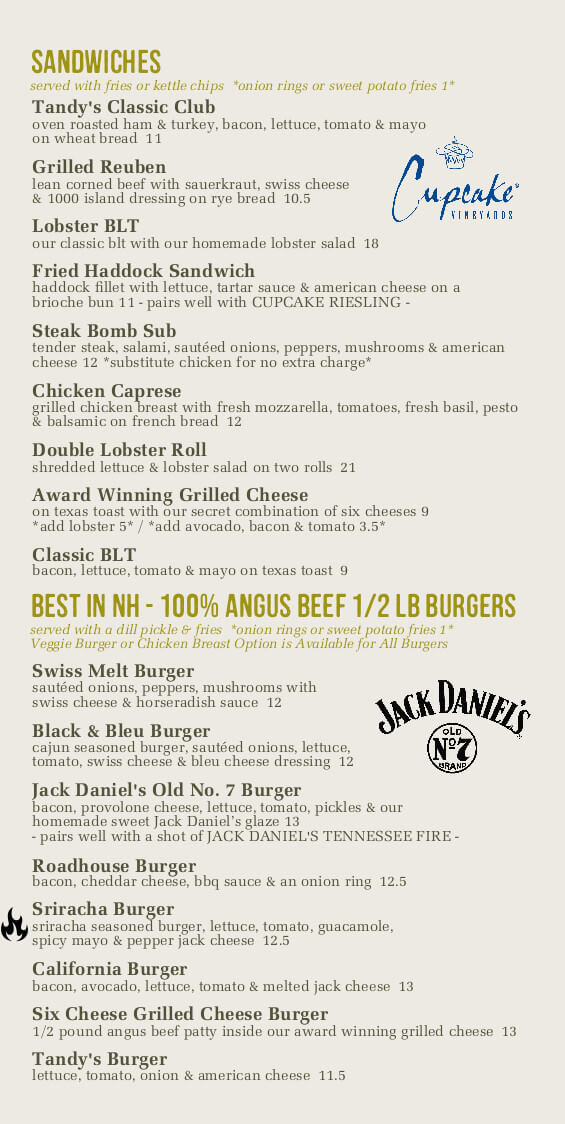 SANDWICHES
served with fries or kettle chips *onion rings or sweet potato fries 1*
Tandy's Classic Club
oven roasted ham & turkey, bacon, lettuce, tomato & mayo
on wheat bread 11
Grilled Reuben
lean corned beef with sauerkraut, swiss cheese
& 1000 island dressing on rye bread 10.5
Cupcake®
VINEYARDS
Lobster BLT
our classic blt with our homemade lobster salad 18
Fried Haddock Sandwich
haddock fillet with lettuce, tartar sauce & american cheese on a
brioche bun 11 - pairs well with CUPCAKE RIESLING -
Steak Bomb Sub
tender steak, salami, sautéed onions, peppers, mushrooms & american
cheese 12 *substitute chicken for no extra charge*
Chicken Caprese
grilled chicken breast with fresh mozzarella, tomatoes, fresh basil, pesto
& balsamic on french bread 12
Double Lobster Roll
shredded lettuce & lobster salad on two rolls 21
Award Winning Grilled Cheese
on texas toast with our secret combination of six cheeses 9
*add lobster 5* / *add avocado, bacon & tomato 3.5*
Classic BLT
bacon, lettuce, tomato & mayo on texas toast 9
BEST IN NH - 100% ANGUS BEEF 1/2 LB BURGERS
served with a dill pickle & fries *onion rings or sweet potato fries 1*
Veggie Burger or Chicken Breast Option is Available for All Burgers
Swiss Melt Burger
sautéed onions, peppers, mushrooms with
swiss cheese & horseradish sauce 12
JACK DANIEL'S
OLD
No 7
BRAND
Black & Bleu Burger
cajun seasoned burger, sautéed onions, lettuce,
tomato, swiss cheese & bleu cheese dressing 12
Jack Daniel's Old No. 7 Burger
bacon, provolone cheese, lettuce, tomato, pickles & our
homemade sweet Jack Daniel's glaze 13
- pairs well with a shot of JACK DANIEL'S TENNESSEE FIRE -
Roadhouse Burger
bacon, cheddar cheese, bbq sauce & an onion ring 12.5
Sriracha Burger
sriracha seasoned burger, lettuce, tomato, guacamole,
spicy mayo & pepper jack cheese 12.5
California Burger
bacon, avocado, lettuce, tomato & melted jack cheese 13
Six Cheese Grilled Cheese Burger
1/2 pound angus beef patty inside our award winning grilled cheese 13
Tandy's Burger
lettuce, tomato, onion & american cheese 11.5